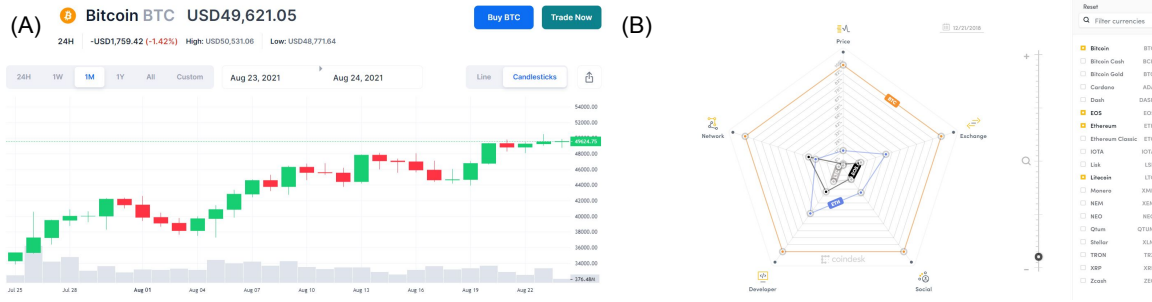 (A)
Bitcoin BTC USD49,621.05
Buy BTC
Trade Now
24H -USD1,759.42 (-1.42%) High: USD50,531.06 Low: USD48,771.64
24H 1W 1M 1Y All Custom
Aug 23, 2021 Aug 24, 2021
Line Candlesticks
54000.00
52000.00
49624.75
48000.00
46000.00
44000.00
42000.00
40000.00
38000.00
36000.00
34000.00
Jul 25 Jul 28 Aug 01 Aug 04 Aug 07 Aug 10 Aug 13 Aug 16 Aug 19 Aug 22
(B)
12/21/2018
Price
Exchange
Social
Developer
Network
BTC
ETH
coindesk
Reset
Filter currencies
Bitcoin
Bitcoin Cash
Bitcoin Gold
Cardano
Dash
EOS
Ethereum
Ethereum Classic
IOTA
Lisk
Litecoin
Monero
NEM
NEO
Qtum
Stellar
TRON
XRP
Zcash